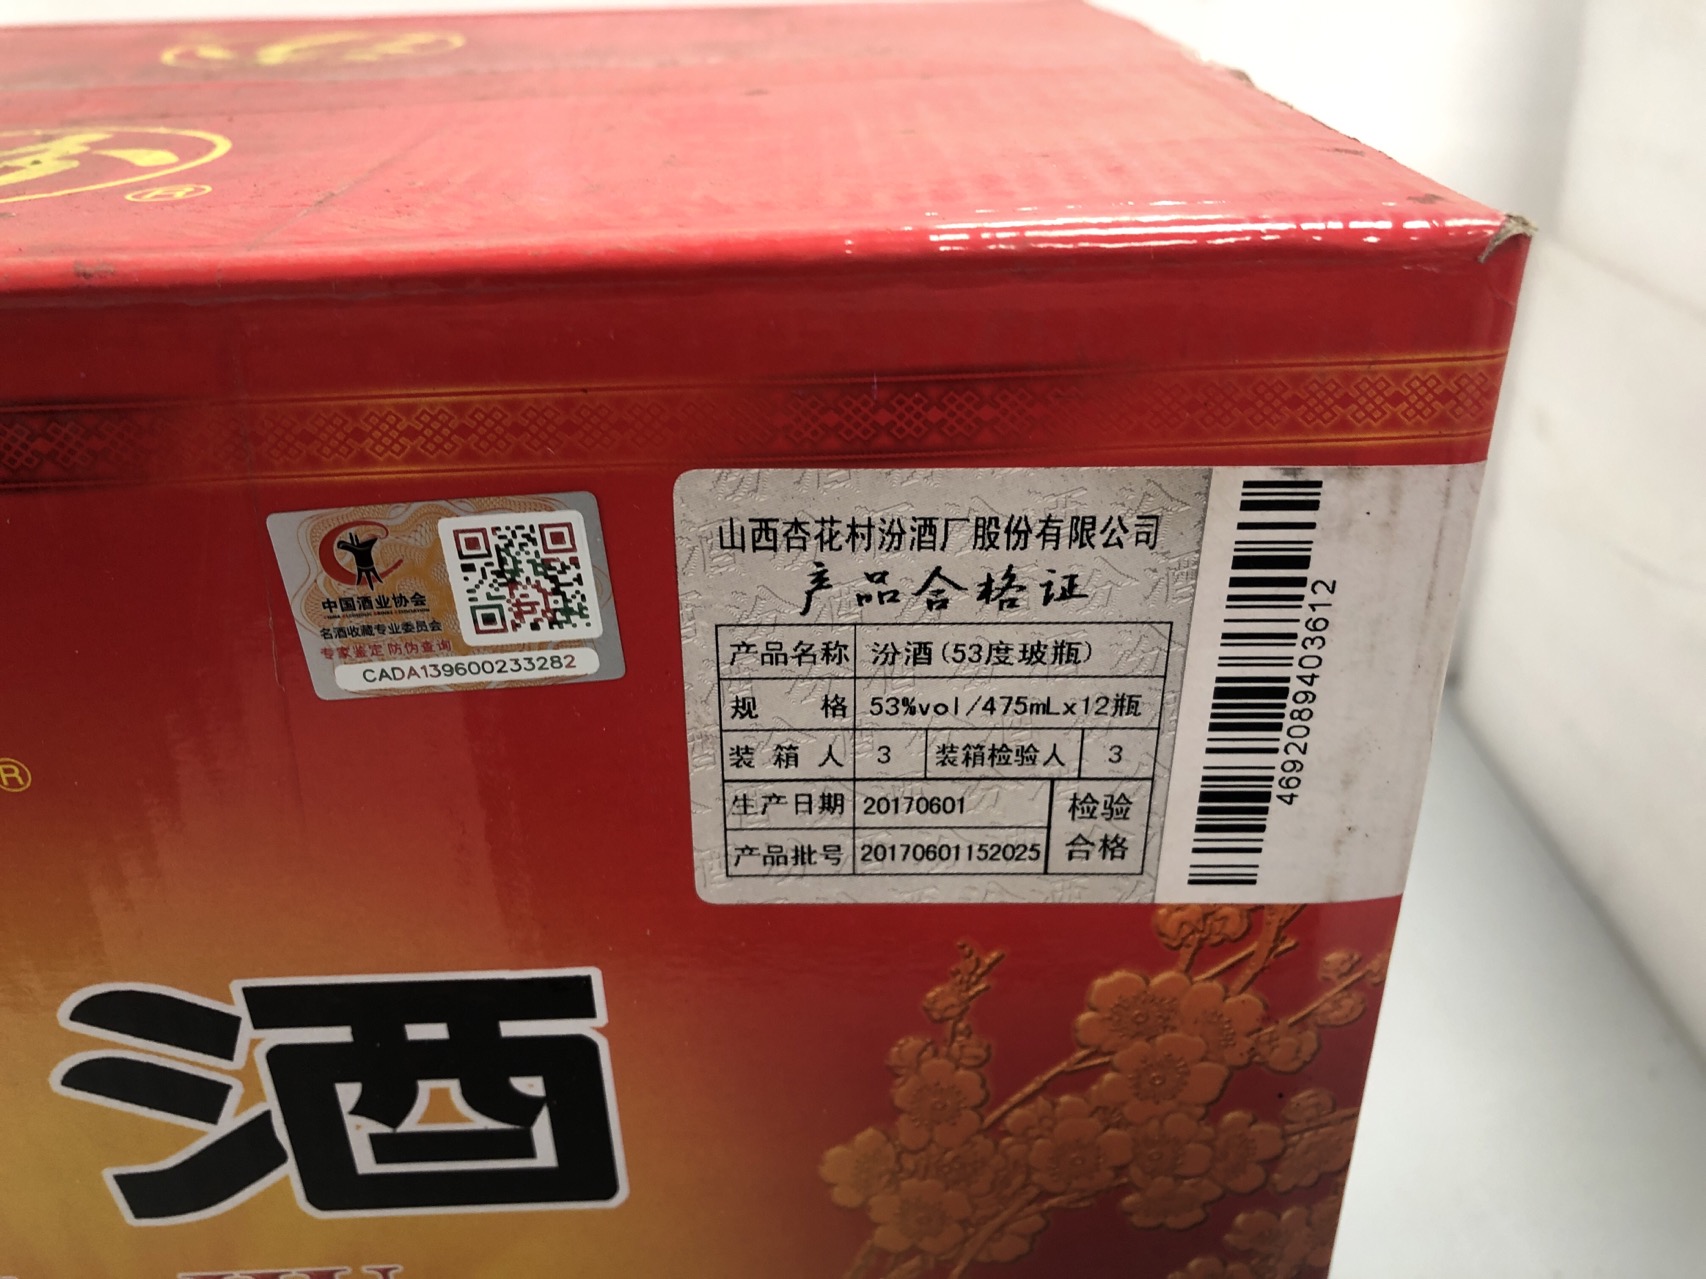 ®
中国酒业协会
名酒收藏专业委员会
专家鉴定 防伪查询
CADA139600233282
山西杏花村汾酒厂股份有限公司
产品合格证
产品名称 汾酒(53度玻瓶)
规 格 53%vol/475mLx12瓶
装 箱 人 3 装箱检验人 3
生产日期 20170601 检验
产品批号 20170601152025 合格
4692089403612
®
酒